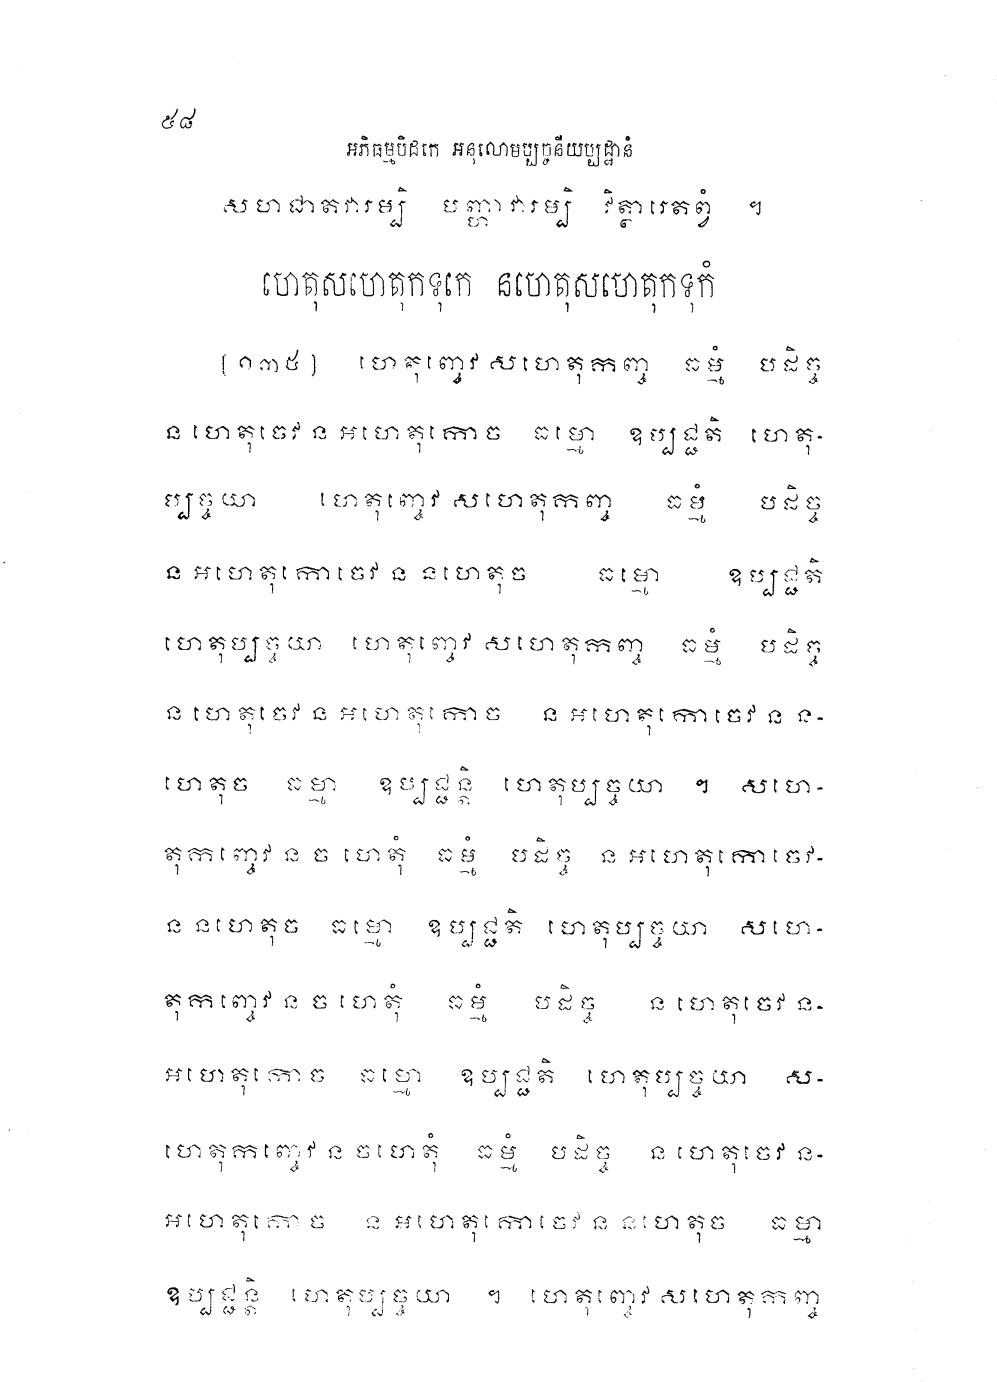 ៥៨
អភិធម្មបិដកេ អនុលោមប្បច្ចនីយប្បដ្ឋានំ
សហជាតវារម្បិ បញ្ហាវារម្បិ វិត្ថារេតព្វំ ។
ហេតុសហេតុកទុកេ នហេតុសហេតុកទុកំ
[១៣៥] ហេតុញ្ចេវសហេតុកញ្ច ធម្មំ បដិច្ច
នហេតុចេវនអហេតុកោច ធម្មោ ឧប្បជ្ជតិ ហេតុ-
ប្បច្ចយា ហេតុញ្ចេវសហេតុកញ្ច ធម្មំ បដិច្ច
នអហេតុកោចេវននហេតុច ធម្មោ ឧប្បជ្ជតិ
ហេតុប្បច្ចយា ហេតុញ្ចេវសហេតុកញ្ច ធម្មំ បដិច្ច
នហេតុចេវនអហេតុកោច នអហេតុកោចេវនន-
ហេតុច ធម្មា ឧប្បជ្ជន្តិ ហេតុប្បច្ចយា ។ សហេ-
តុកញ្ចេវនចហេតុំ ធម្មំ បដិច្ច នអហេតុកោចេវ-
ននហេតុច ធម្មោ ឧប្បជ្ជតិ ហេតុប្បច្ចយា សហេ-
តុកញ្ចេវនចហេតុំ ធម្មំ បដិច្ច នហេតុចេវន-
អហេតុកោច ធម្មោ ឧប្បជ្ជតិ ហេតុប្បច្ចយា ស-
ហេតុកញ្ចេវនចហេតុំ ធម្មំ បដិច្ច នហេតុចេវន-
អហេតុកោច នអហេតុកោចេវននហេតុច ធម្មា
ឧប្បជ្ជន្តិ ហេតុប្បច្ចយា ។ ហេតុញ្ចេវសហេតុកញ្ច